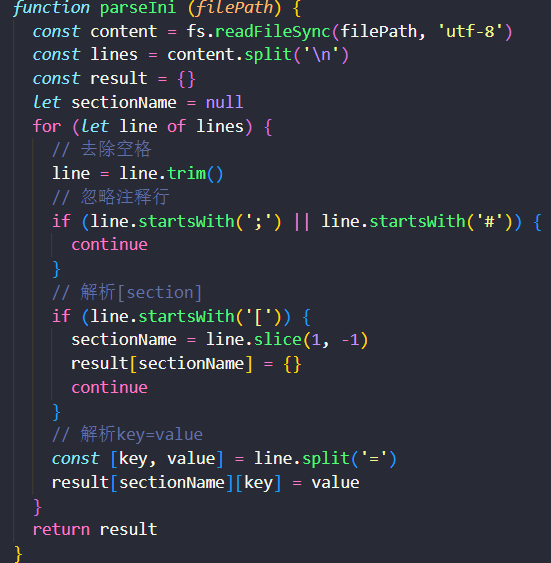 function parseIni (filePath) {
  const content = fs.readFileSync(filePath, 'utf-8')
  const lines = content.split('\n')
  const result = {}
  let sectionName = null
  for (let line of lines) {
    // 去除空格
    line = line.trim()
    // 忽略注释行
    if (line.startsWith(';') || line.startsWith('#')) {
      continue
    }
    // 解析[section]
    if (line.startsWith('[')) {
      sectionName = line.slice(1, -1)
      result[sectionName] = {}
      continue
    }
    // 解析key=value
    const [key, value] = line.split('=')
    result[sectionName][key] = value
  }
  return result
}